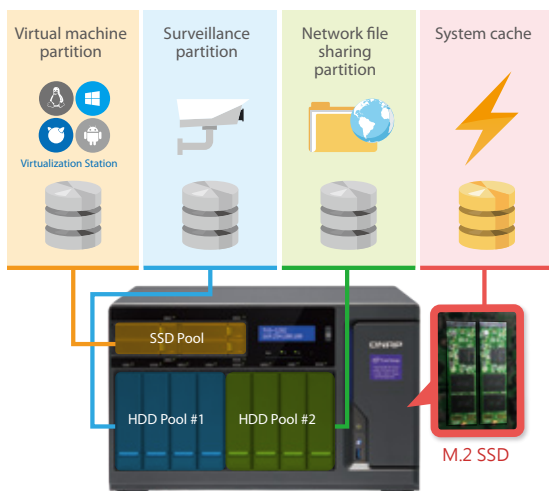 Virtual machine
partition
Surveillance
partition
Network file
sharing
partition
System cache
Virtualization Station
SSD Pool
QNAP
HDD Pool #1
HDD Pool #2
M.2 SSD